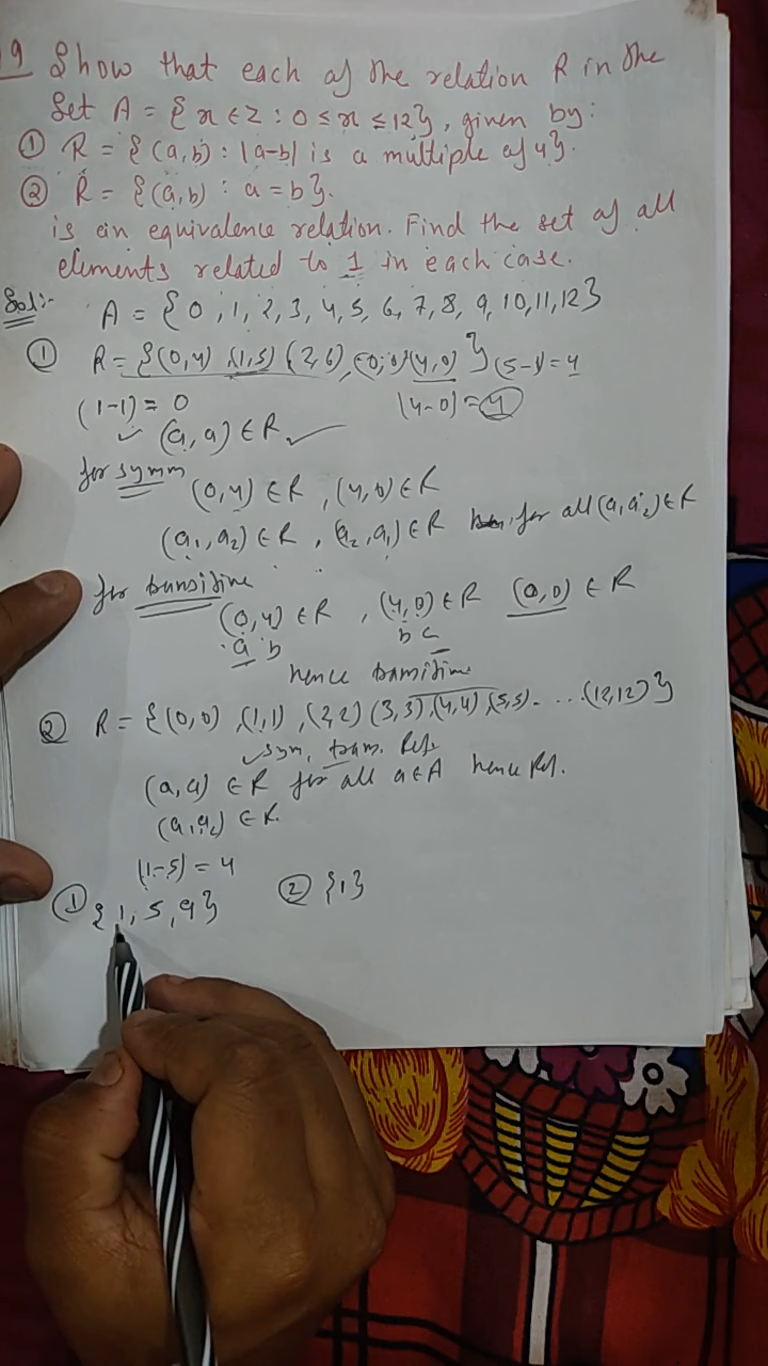 9 Show that each of the relation R in the
Set A = {x ∈ Z : 0 ≤ x ≤ 12}, given by:
① R = {(a,b) : |a-b| is a multiple of 4}.
② R = {(a,b) : a = b}.
is an equivalence relation. Find the set of all
elements related to 1 in each case.
Sol:- A = {0, 1, 2, 3, 4, 5, 6, 7, 8, 9, 10, 11, 12}
① R = {(0,4) (1,5) (2,6), (0,0) (4,0)} (5-1) = 4
(1-1) = 0 |4-0| = 4
(a, a) ∈ R
for symm (0,4) ∈ R, (4,0) ∈ R
(a1, a2) ∈ R, (a2, a1) ∈ R for all (a1 a2) ∈ R
for transitive (0,4) ∈ R, (4,0) ∈ R (0,0) ∈ R
a b b c
hence transitive
② R = {(0,0), (1,1), (2,2) (3,3), (4,4), (5,5)- ... (12,12)}
sym, tran. Ref.
(a, a) ∈ R for all a ∈ A hence Ref.
(a1 a2) ∈ R.
(1-5) = 4
① {1, 5, 9} ② {1}